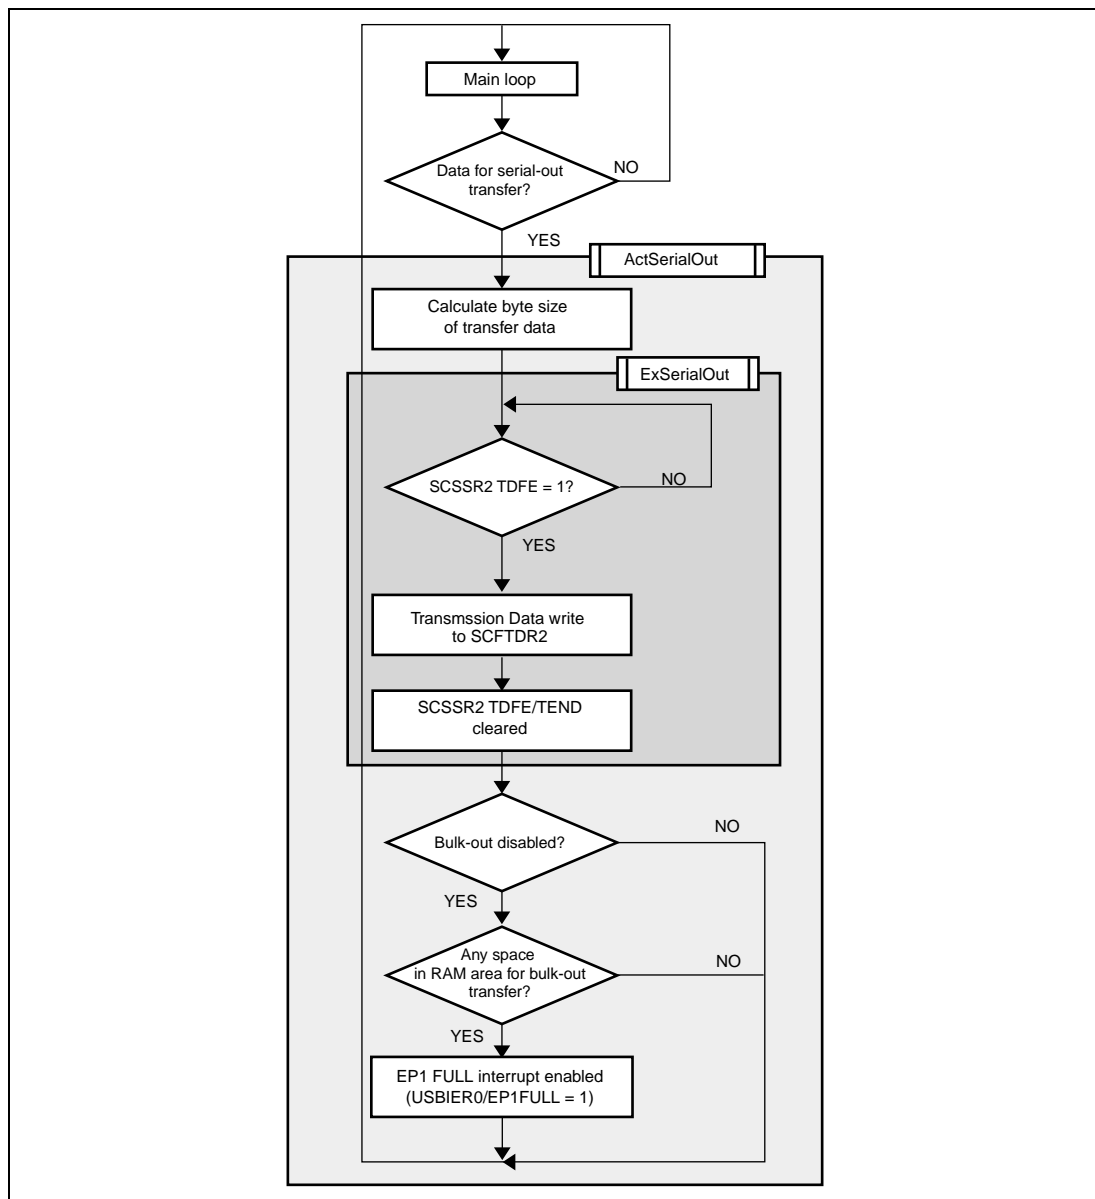 Main loop
Data for serial-out
transfer?
NO
YES
ActSerialOut
Calculate byte size
of transfer data
ExSerialOut
SCSSR2 TDFE = 1?
NO
YES
Transmssion Data write
to SCFTDR2
SCSSR2 TDFE/TEND
cleared
Bulk-out disabled?
NO
YES
Any space
in RAM area for bulk-out
transfer?
NO
YES
EP1 FULL interrupt enabled
(USBIER0/EP1FULL = 1)